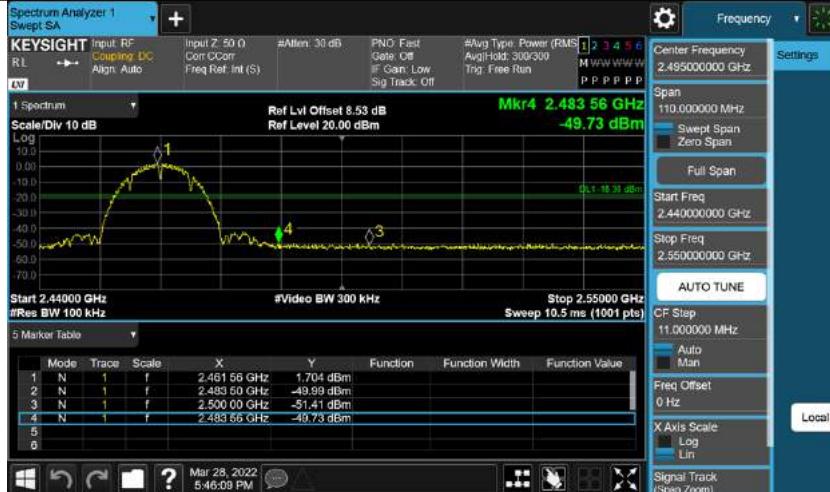 Spectrum Analyzer 1
Swept SA
+
Frequency
KEYSIGHT
RL
Input: RF
Coupling: DC
Align: Auto
Input Z: 50 Ω
Corr CCorr
Freq Ref: Int (S)
#Atten: 30 dB
PNO: Fast
Gate: Off
IF Gain: Low
Sig Track: Off
#Avg Type: Power (RMS
Avg|Hold: 300/300
Trig: Free Run
1 2 3 4 5 6
M W W W W W
P P P P P P
LXI
1 Spectrum
Scale/Div 10 dB
Ref Lvl Offset 8.53 dB
Ref Level 20.00 dBm
Mkr4 2.483 56 GHz
-49.73 dBm
Log
10.0
0.00
-10.0
-20.0
-30.0
-40.0
-50.0
-60.0
-70.0
1
4
3
Start 2.44000 GHz
#Res BW 100 kHz
#Video BW 300 kHz
Stop 2.55000 GHz
Sweep 10.5 ms (1001 pts)
5 Marker Table
Mode Trace Scale X Y Function Function Width Function Value
1 N 1 f 2.461 56 GHz 1.704 dBm
2 N 1 f 2.483 50 GHz -49.99 dBm
3 N 1 f 2.500 00 GHz -51.41 dBm
4 N 1 f 2.483 56 GHz -49.73 dBm
5
6
?
Mar 28, 2022
5:46:09 PM
Center Frequency
2.495000000 GHz
Span
110.000000 MHz
Swept Span
Zero Span
Full Span
Start Freq
2.440000000 GHz
Stop Freq
2.550000000 GHz
AUTO TUNE
CF Step
11.000000 MHz
Auto
Man
Freq Offset
0 Hz
X Axis Scale
Log
Lin
Signal Track
(Span Zoom)
Settings
Local